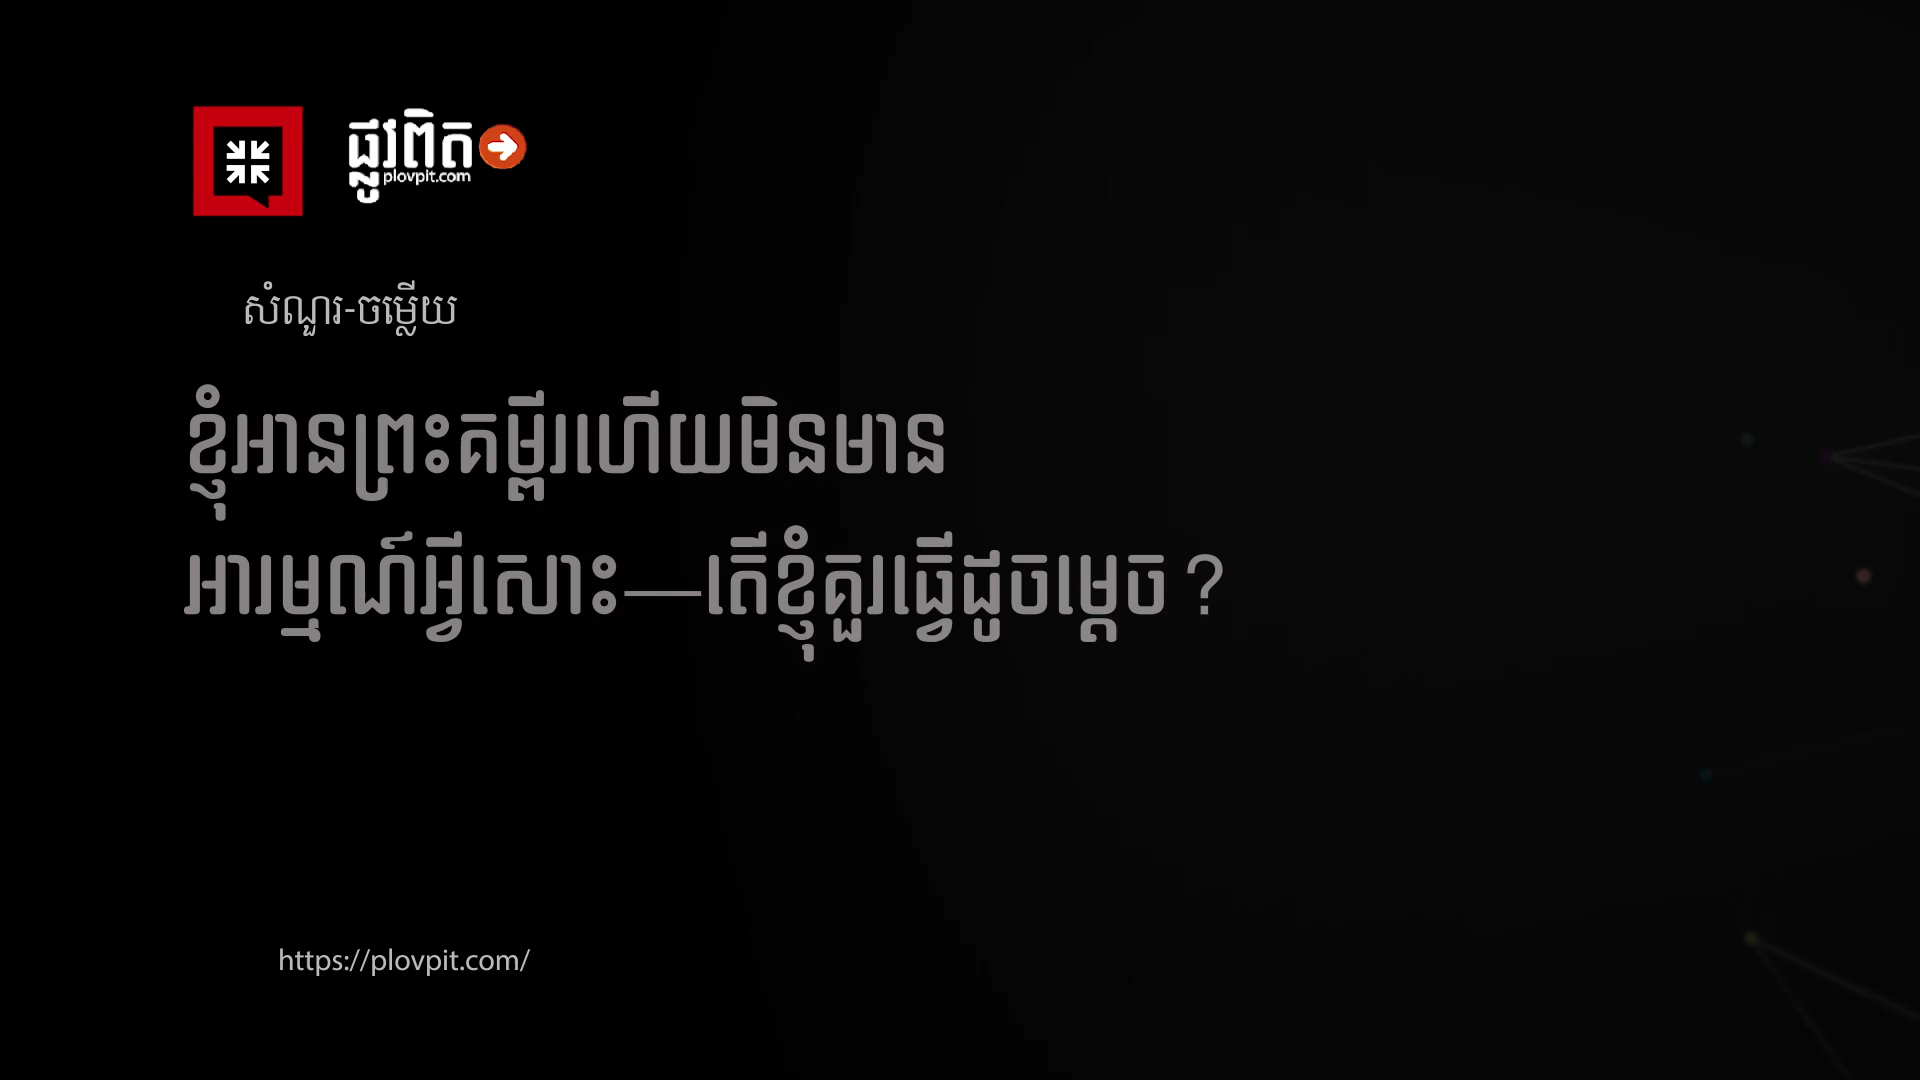 ផ្លូវពិត
plovpit.com
សំណួរ-ចម្លើយ
ខ្ញុំអានព្រះគម្ពីរហើយមិនមាន
អារម្មណ៍អ្វីសោះ—តើខ្ញុំគួរធ្វើដូចម្ដេច?
https://plovpit.com/